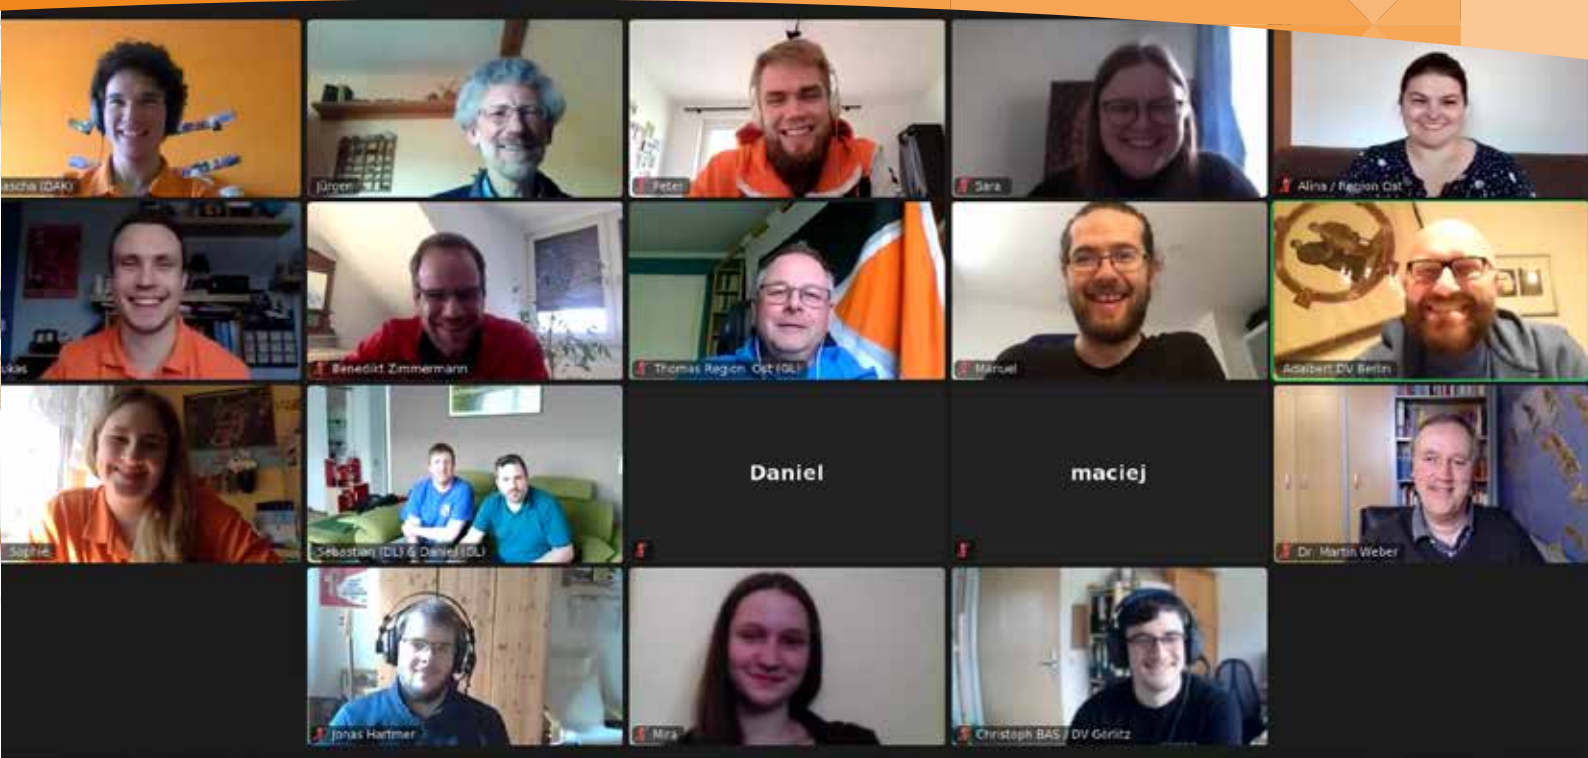 ascha (DAK)
Jürgen
Peter
Sara
Alina / Region Ost
ukas
Benedikt Zimmermann
Thomas Region Ost (GL)
Manuel
Adalbert DV Berlin
Sophie
Sebastian (DL) & Daniel (DL)
Daniel
maciej
Dr. Martin Weber
Jonas Hartmer
Mira
Christoph BAS / DV Görlitz